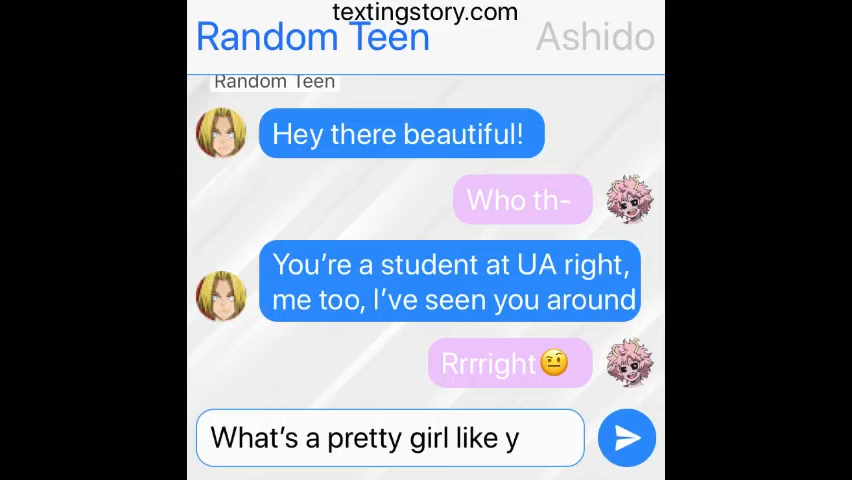 textingstory.com
Random Teen
Ashido
Random Teen
Hey there beautiful!
Who th-
You're a student at UA right,
me too, I've seen you around
Rrrright🤨
What's a pretty girl like y